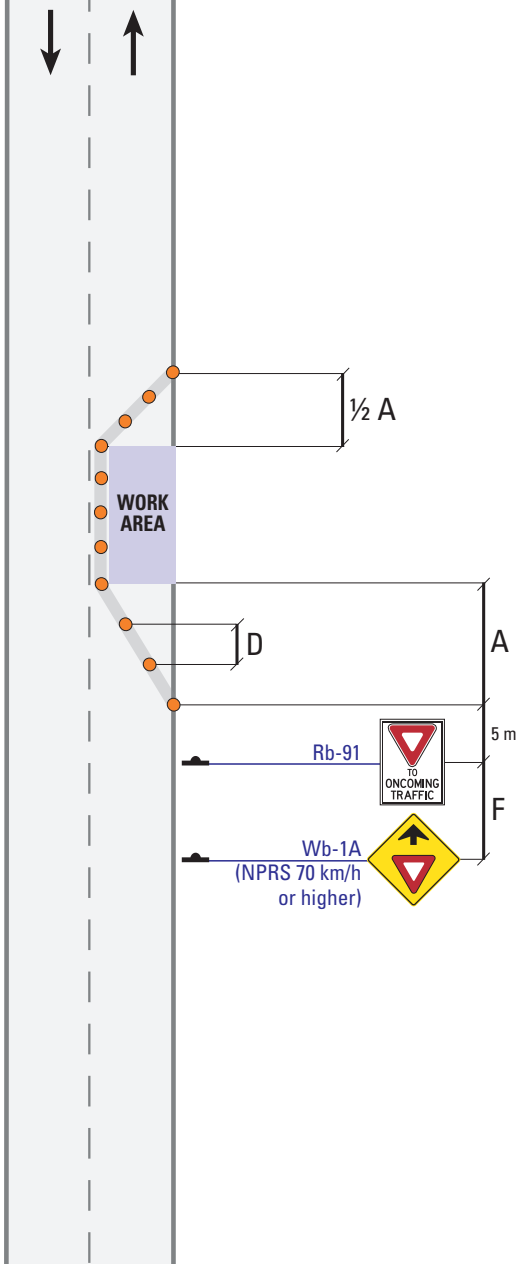 ½ A
WORK
AREA
A
D
5 m
Rb-91
TO
ONCOMING
TRAFFIC
F
Wb-1A
(NPRS 70 km/h
or higher)